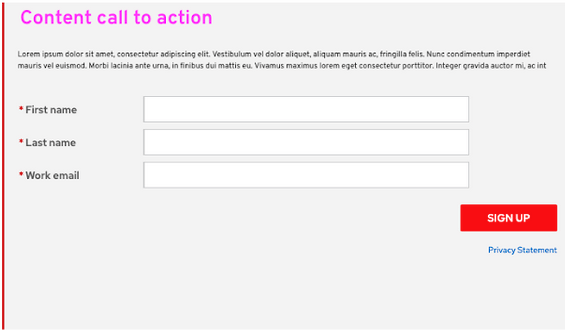 Content call to action
Lorem ipsum dolor sit amet, consectetur adipiscing elit. Vestibulum vel dolor aliquet, aliquam mauris ac, fringilla felis. Nunc condimentum imperdiet
mauris vel euismod. Morbi lacinia ante urna, in finibus dui mattis eu. Vivamus maximus lorem eget consectetur porttitor. Integer gravida auctor mi, ac int
* First name
* Last name
* Work email
SIGN UP
Privacy Statement